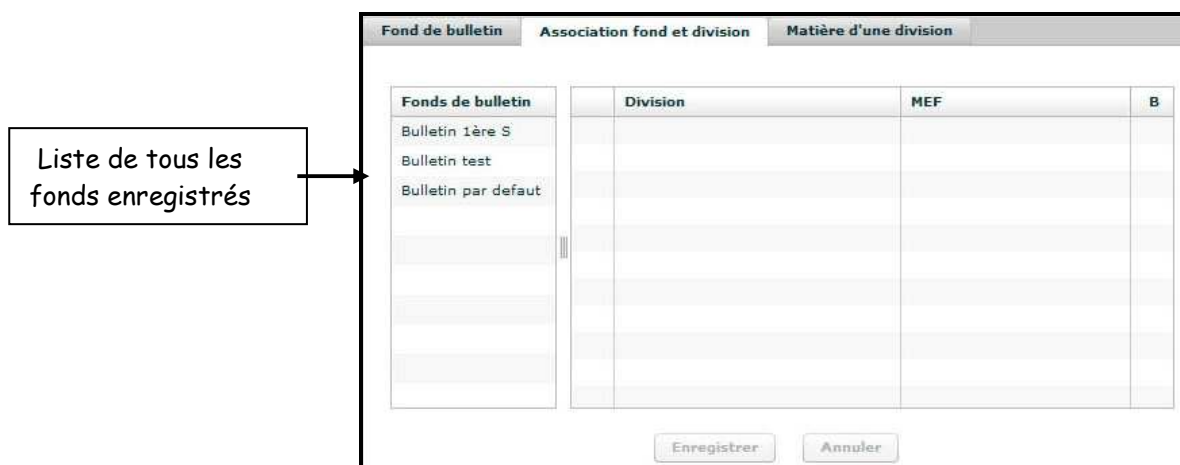 Fond de bulletin Association fond et division Matière d'une division
Liste de tous les
fonds enregistrés
Fonds de bulletin Division MEF B
Bulletin 1ère S
Bulletin test
Bulletin par defaut
Enregistrer Annuler